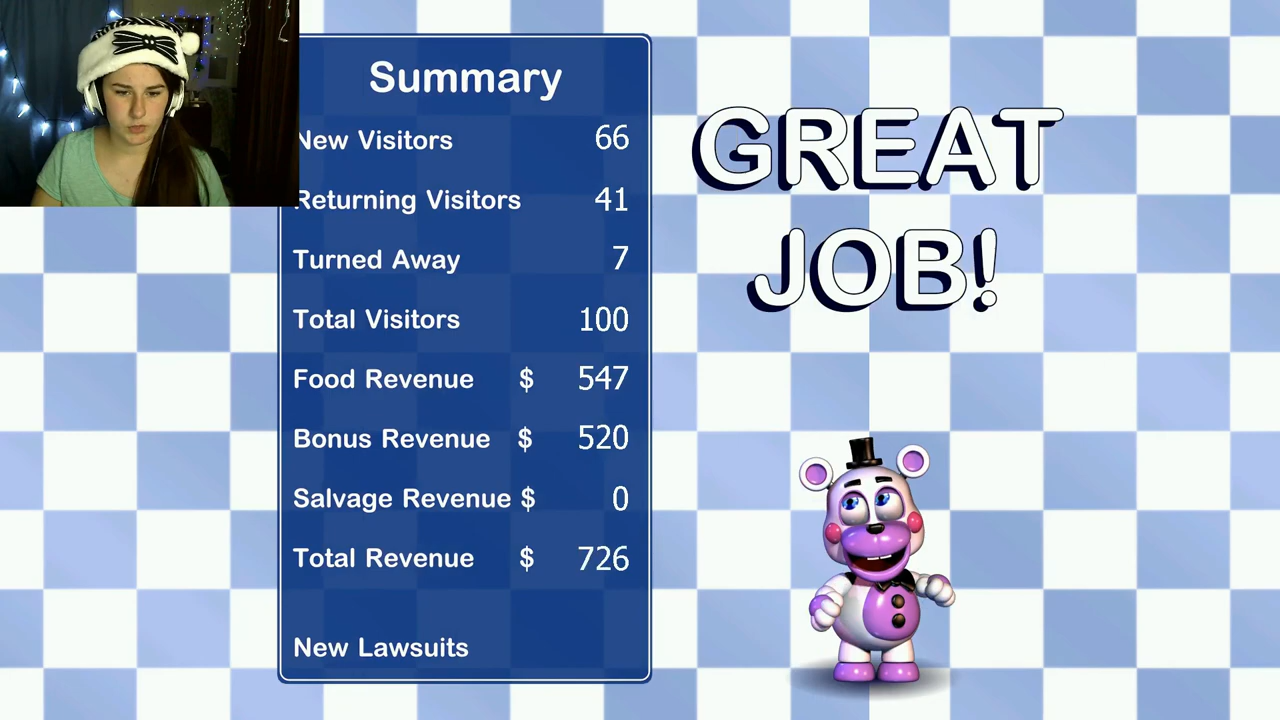 Summary
New Visitors 66
Returning Visitors 41
Turned Away 7
Total Visitors 100
Food Revenue $ 547
Bonus Revenue $ 520
Salvage Revenue $ 0
Total Revenue $ 726
New Lawsuits
GREAT
JOB!